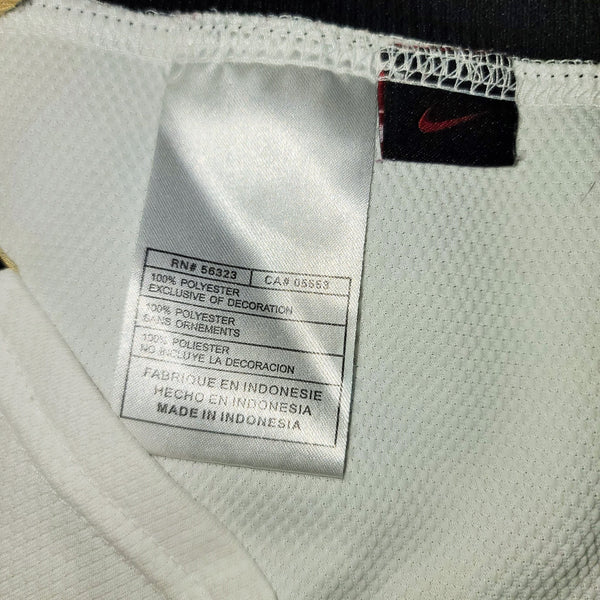 RN# 56323 CA# 05553
100% POLYESTER
EXCLUSIVE OF DECORATION
100% POLYESTER
SANS ORNEMENTS
100% POLIESTER
NO INCLUYE LA DECORACION
FABRIQUE EN INDONESIE
HECHO EN INDONESIA
MADE IN INDONESIA